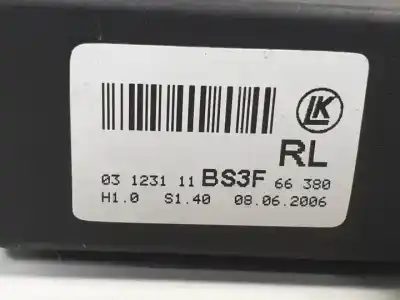 LK
RL
03 1231 11 BS3F 66 380
H1.0 S1.40 08.06.2006